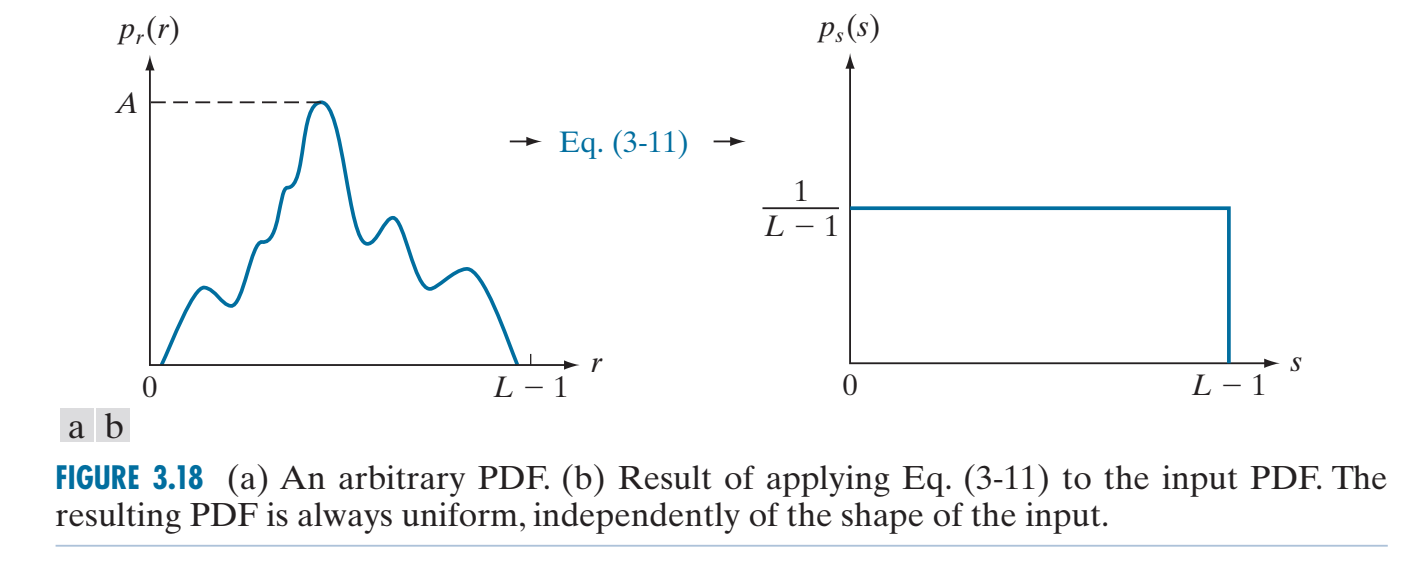 pᵣ(r)
A
0
L − 1
r
→ Eq. (3-11) →
pₛ(s)
1
L − 1
0
L − 1
s
a b
FIGURE 3.18 (a) An arbitrary PDF. (b) Result of applying Eq. (3-11) to the input PDF. The
resulting PDF is always uniform, independently of the shape of the input.